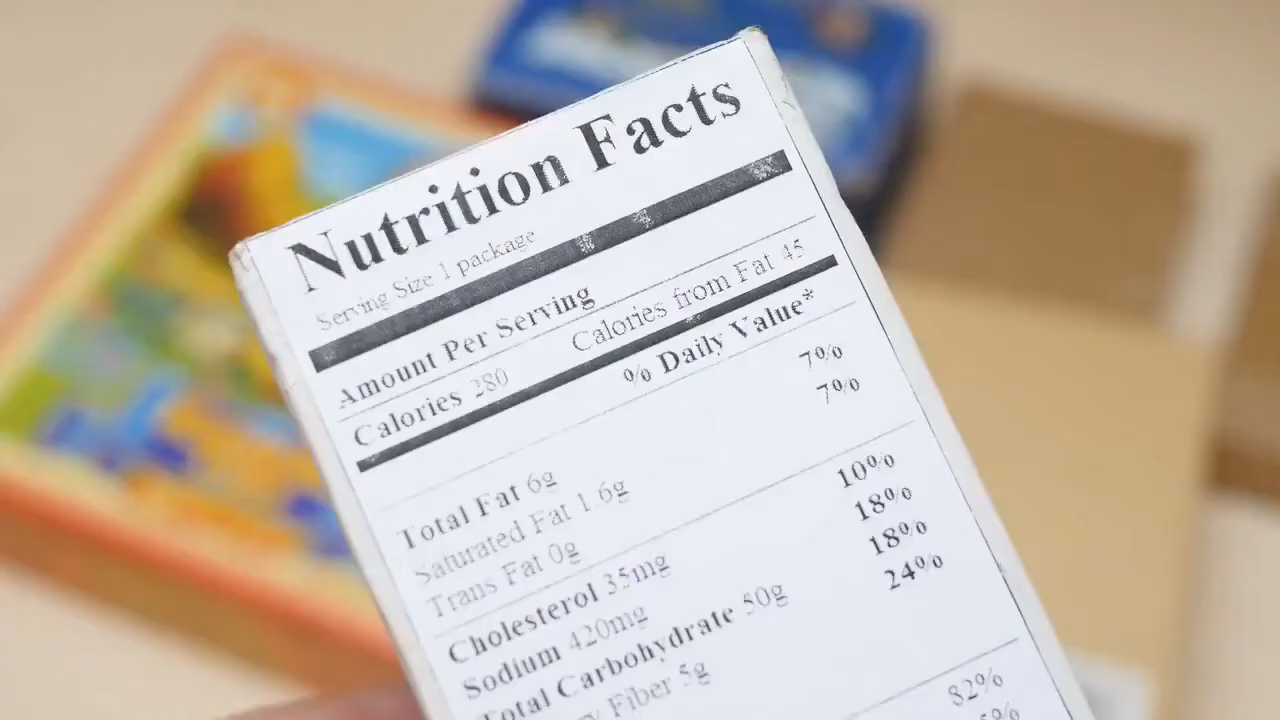 Nutrition Facts
Serving Size 1 package
Amount Per Serving
Calories 280 Calories from Fat 45
% Daily Value*
Total Fat 6g 7%
Saturated Fat 1.6g 7%
Trans Fat 0g
Cholesterol 35mg 10%
Sodium 420mg 18%
Total Carbohydrate 50g 18%
Fiber 5g 24%
82%